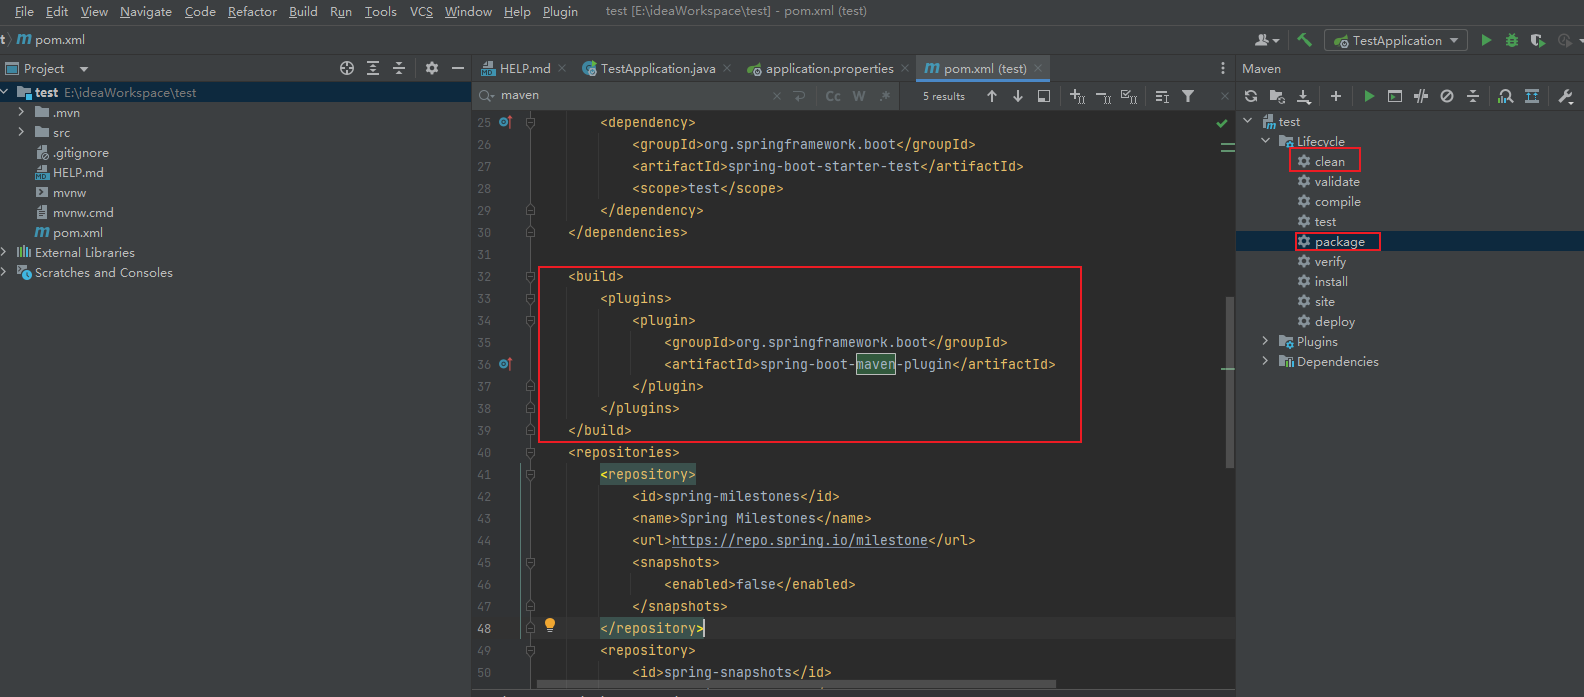 File Edit View Navigate Code Refactor Build Run Tools VCS Window Help Plugin test [E:\ideaWorkspace\test] - pom.xml (test)
t pom.xml
TestApplication
Project
HELP.md
TestApplication.java
application.properties
pom.xml (test)
Maven
test E:\ideaWorkspace\test
.mvn
src
.gitignore
HELP.md
mvnw
mvnw.cmd
pom.xml
External Libraries
Scratches and Consoles
maven
Cc W .* 5 results
25 <dependency>
26 <groupId>org.springframework.boot</groupId>
27 <artifactId>spring-boot-starter-test</artifactId>
28 <scope>test</scope>
29 </dependency>
30 </dependencies>
31
32 <build>
33 <plugins>
34 <plugin>
35 <groupId>org.springframework.boot</groupId>
36 <artifactId>spring-boot-maven-plugin</artifactId>
37 </plugin>
38 </plugins>
39 </build>
40 <repositories>
41 <repository>
42 <id>spring-milestones</id>
43 <name>Spring Milestones</name>
44 <url>https://repo.spring.io/milestone</url>
45 <snapshots>
46 <enabled>false</enabled>
47 </snapshots>
48 </repository>
49 <repository>
50 <id>spring-snapshots</id>
test
Lifecycle
clean
validate
compile
test
package
verify
install
site
deploy
Plugins
Dependencies